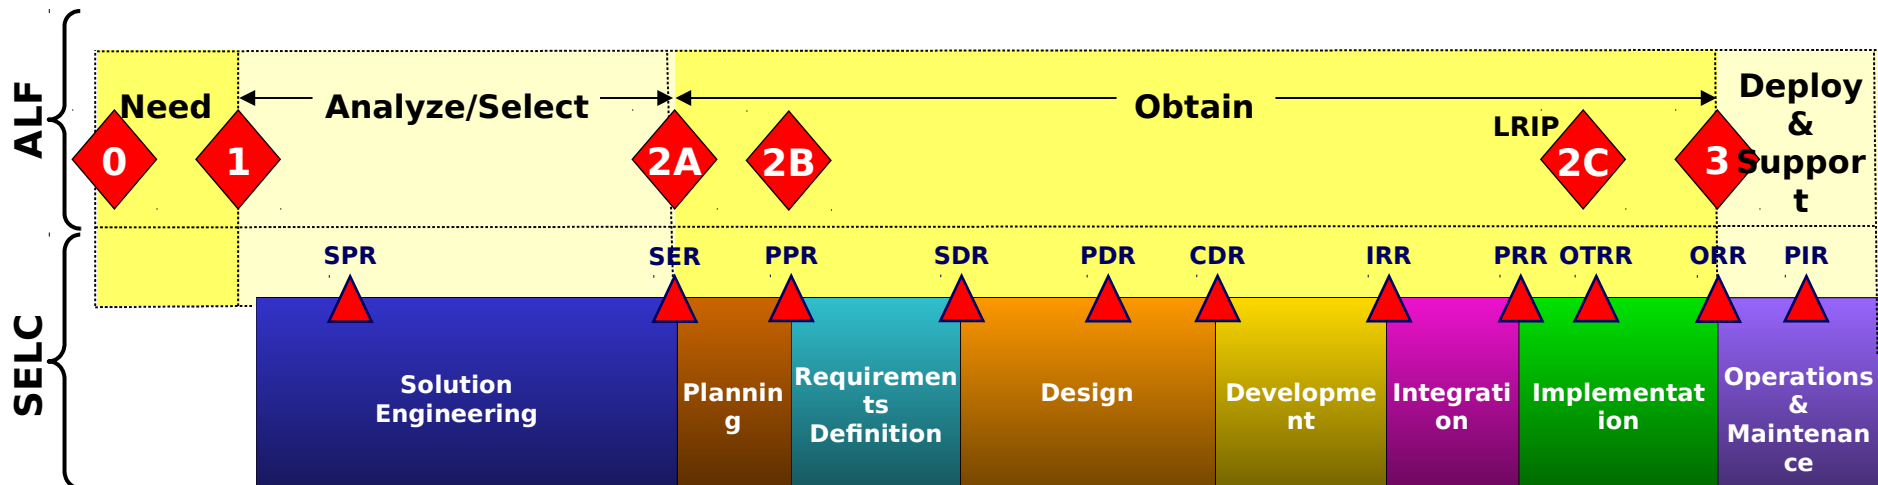 ALF
Need
Analyze/Select
Obtain
Deploy
&
Suppor
t
LRIP
0
1
2A
2B
2C
3
SELC
SPR
SER
PPR
SDR
PDR
CDR
IRR
PRR
OTRR
ORR
PIR
Solution
Engineering
Plannin
g
Requiremen
ts
Definition
Design
Developme
nt
Integrati
on
Implementat
ion
Operations
&
Maintenan
ce